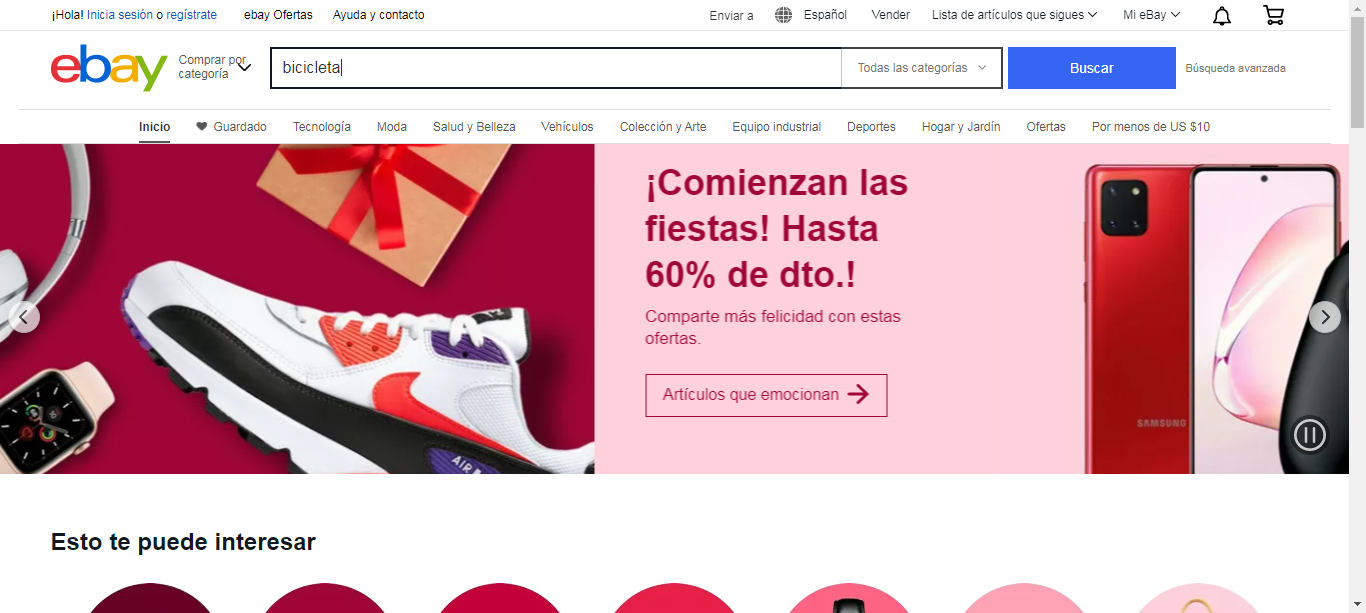 ¡Hola! Inicia sesión o regístrate ebay Ofertas Ayuda y contacto Enviar a Español Vender Lista de artículos que sigues Mi eBay
ebay Comprar por categoría bicicleta Todas las categorías Buscar Búsqueda avanzada
Inicio Guardado Tecnología Moda Salud y Belleza Vehículos Colección y Arte Equipo industrial Deportes Hogar y Jardín Ofertas Por menos de US $10
¡Comienzan las
fiestas! Hasta
60% de dto.!
Comparte más felicidad con estas
ofertas.
Artículos que emocionan
SAMSUNG
AIR
Esto te puede interesar